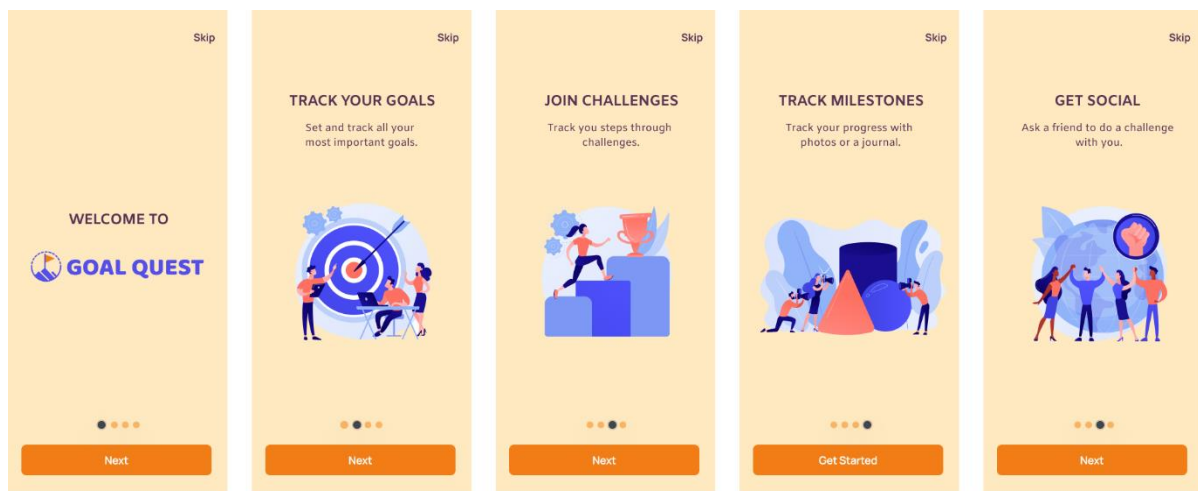 Skip
WELCOME TO
GOAL QUEST
Next
Skip
TRACK YOUR GOALS
Set and track all your
most important goals.
Next
Skip
JOIN CHALLENGES
Track you steps through
challenges.
Next
Skip
TRACK MILESTONES
Track your progress with
photos or a journal.
Get Started
Skip
GET SOCIAL
Ask a friend to do a challenge
with you.
Next